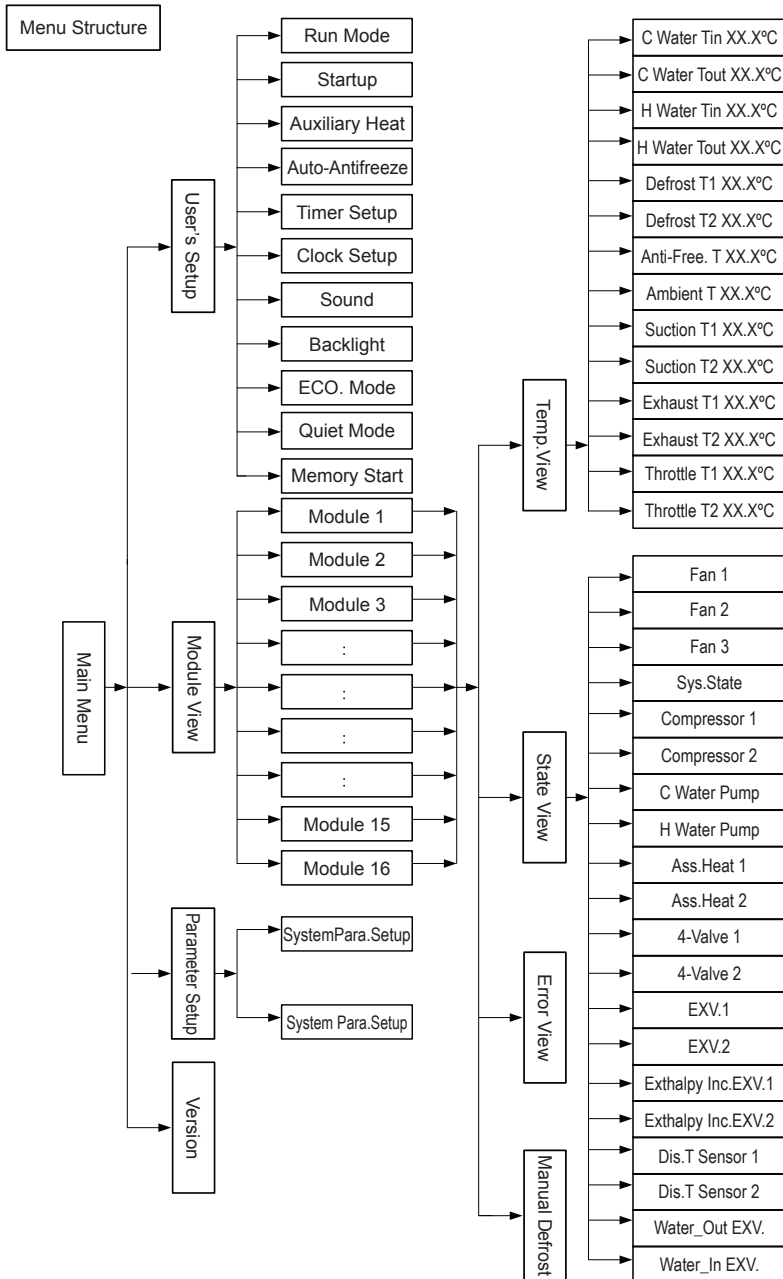 Menu Structure
Main Menu
User's Setup
Module View
Parameter Setup
Version
Run Mode
Startup
Auxiliary Heat
Auto-Antifreeze
Timer Setup
Clock Setup
Sound
Backlight
ECO. Mode
Quiet Mode
Memory Start
Module 1
Module 2
Module 3
:
:
:
:
Module 15
Module 16
SystemPara.Setup
System Para.Setup
Temp.View
State View
Error View
Manual Defrost
C Water Tin XX.XºC
C Water Tout XX.XºC
H Water Tin XX.XºC
H Water Tout XX.XºC
Defrost T1 XX.XºC
Defrost T2 XX.XºC
Anti-Free. T XX.XºC
Ambient T XX.XºC
Suction T1 XX.XºC
Suction T2 XX.XºC
Exhaust T1 XX.XºC
Exhaust T2 XX.XºC
Throttle T1 XX.XºC
Throttle T2 XX.XºC
Fan 1
Fan 2
Fan 3
Sys.State
Compressor 1
Compressor 2
C Water Pump
H Water Pump
Ass.Heat 1
Ass.Heat 2
4-Valve 1
4-Valve 2
EXV.1
EXV.2
Exthalpy Inc.EXV.1
Exthalpy Inc.EXV.2
Dis.T Sensor 1
Dis.T Sensor 2
Water_Out EXV.
Water_In EXV.